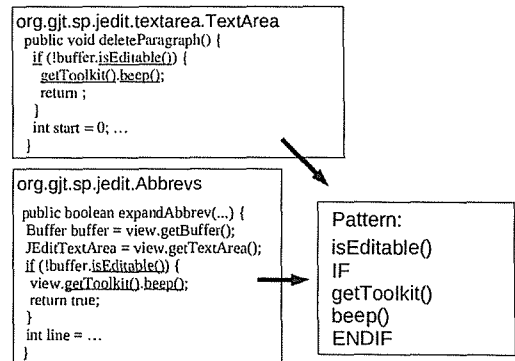 org.gjt.sp.jedit.textarea.TextArea
public void deleteParagraph() {
if (!buffer.isEditable()) {
getToolkit().beep();
return ;
}
int start = 0; ...
}
org.gjt.sp.jedit.Abbrevs
public boolean expandAbbrev(...) {
Buffer buffer = view.getBuffer();
JEditTextArea = view.getTextArea();
if (!buffer.isEditable()) {
view.getToolkit().beep();
return true;
}
int line = ...
}
Pattern:
isEditable()
IF
getToolkit()
beep()
ENDIF